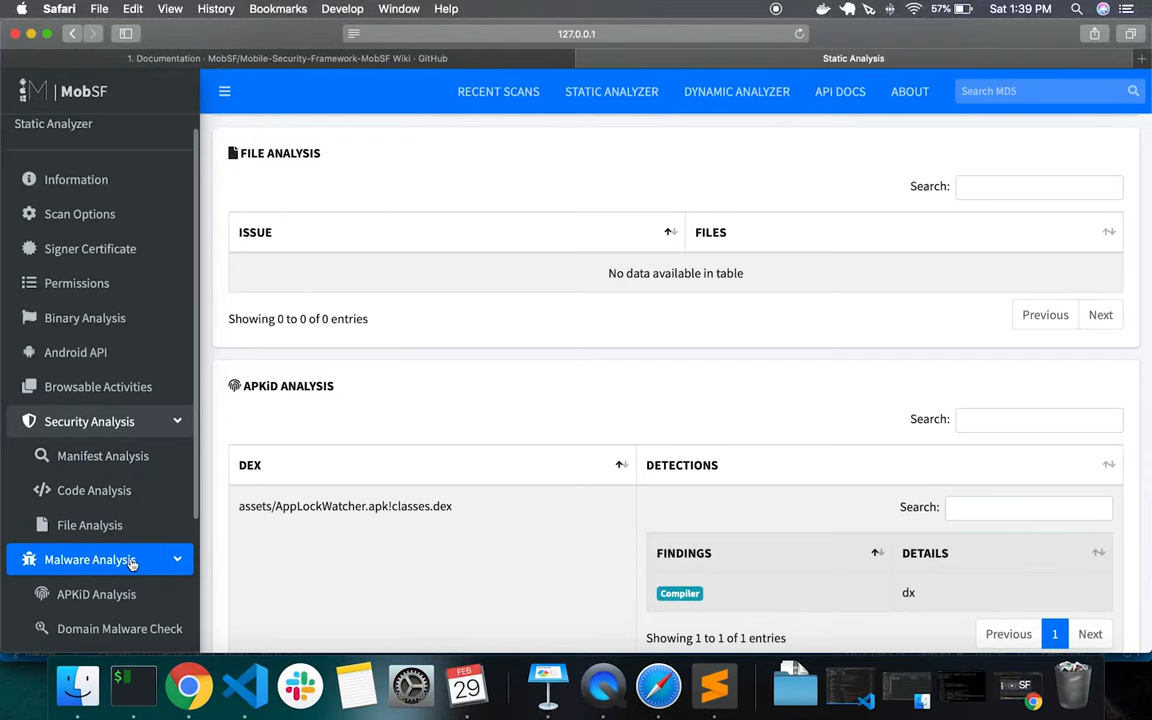 Safari File Edit View History Bookmarks Develop Window Help 57% Sat 1:39 PM
127.0.0.1
1. Documentation · MobSF/Mobile-Security-Framework-MobSF Wiki · GitHub
Static Analysis
MobSF
RECENT SCANS STATIC ANALYZER DYNAMIC ANALYZER API DOCS ABOUT Search MD5
Static Analyzer
Information
Scan Options
Signer Certificate
Permissions
Binary Analysis
Android API
Browsable Activities
Security Analysis
Manifest Analysis
Code Analysis
File Analysis
Malware Analysis
APKiD Analysis
Domain Malware Check
FILE ANALYSIS
Search:
ISSUE FILES
No data available in table
Showing 0 to 0 of 0 entries
Previous Next
APKiD ANALYSIS
Search:
DEX DETECTIONS
assets/AppLockWatcher.apk!classes.dex
Search:
FINDINGS DETAILS
Compiler dx
Showing 1 to 1 of 1 entries
Previous 1 Next
$
FEB
29
SF